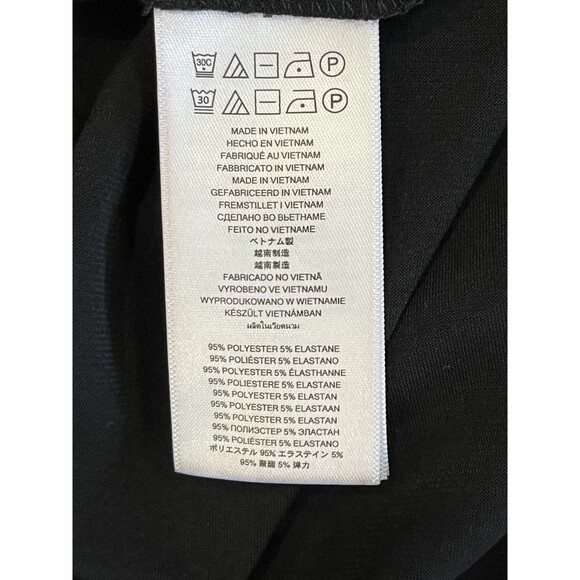 30C P
30 P
MADE IN VIETNAM
HECHO EN VIETNAM
FABRIQUÉ AU VIETNAM
FABBRICATO IN VIETNAM
MADE IN VIETNAM
GEFABRICEERD IN VIETNAM
FREMSTILLET I VIETNAM
СДЕЛАНО ВО ВЬЕТНАМЕ
FEITO NO VIETNAME
ベトナム製
越南制造
越南製造
FABRICADO NO VIETNÃ
VYROBENO VE VIETNAMU
WYPRODUKOWANO W WIETNAMIE
KÉSZÜLT VIETNÁMBAN
ผลิตในเวียดนาม
95% POLYESTER 5% ELASTANE
95% POLIÉSTER 5% ELASTANO
95% POLYESTER 5% ÉLASTHANNE
95% POLIESTERE 5% ELASTANE
95% POLYESTER 5% ELASTAN
95% POLYESTER 5% ELASTAAN
95% POLYESTER 5% ELASTAN
95% ПОЛИЭСТЕР 5% ЭЛАСТАН
95% POLIÉSTER 5% ELASTANO
ポリエステル 95% エラステイン 5%
95% 聚酯 5% 弹力